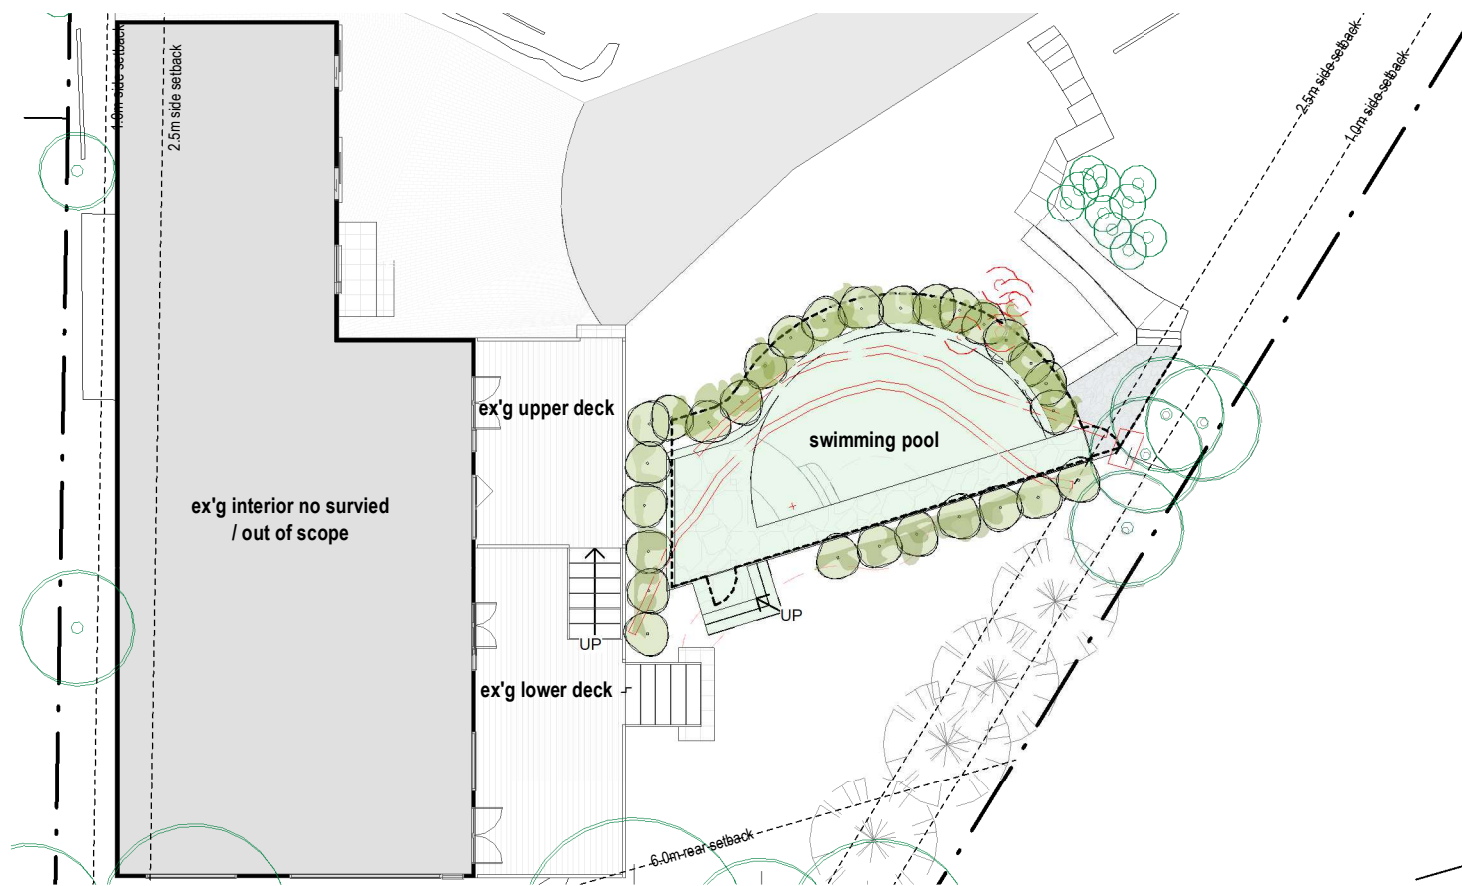 1.0m side setback
2.5m side setback
2.5m side setback
1.0m side setback
ex'g upper deck
swimming pool
ex'g interior no survied
/ out of scope
UP
UP
ex'g lower deck
6.0m rear setback